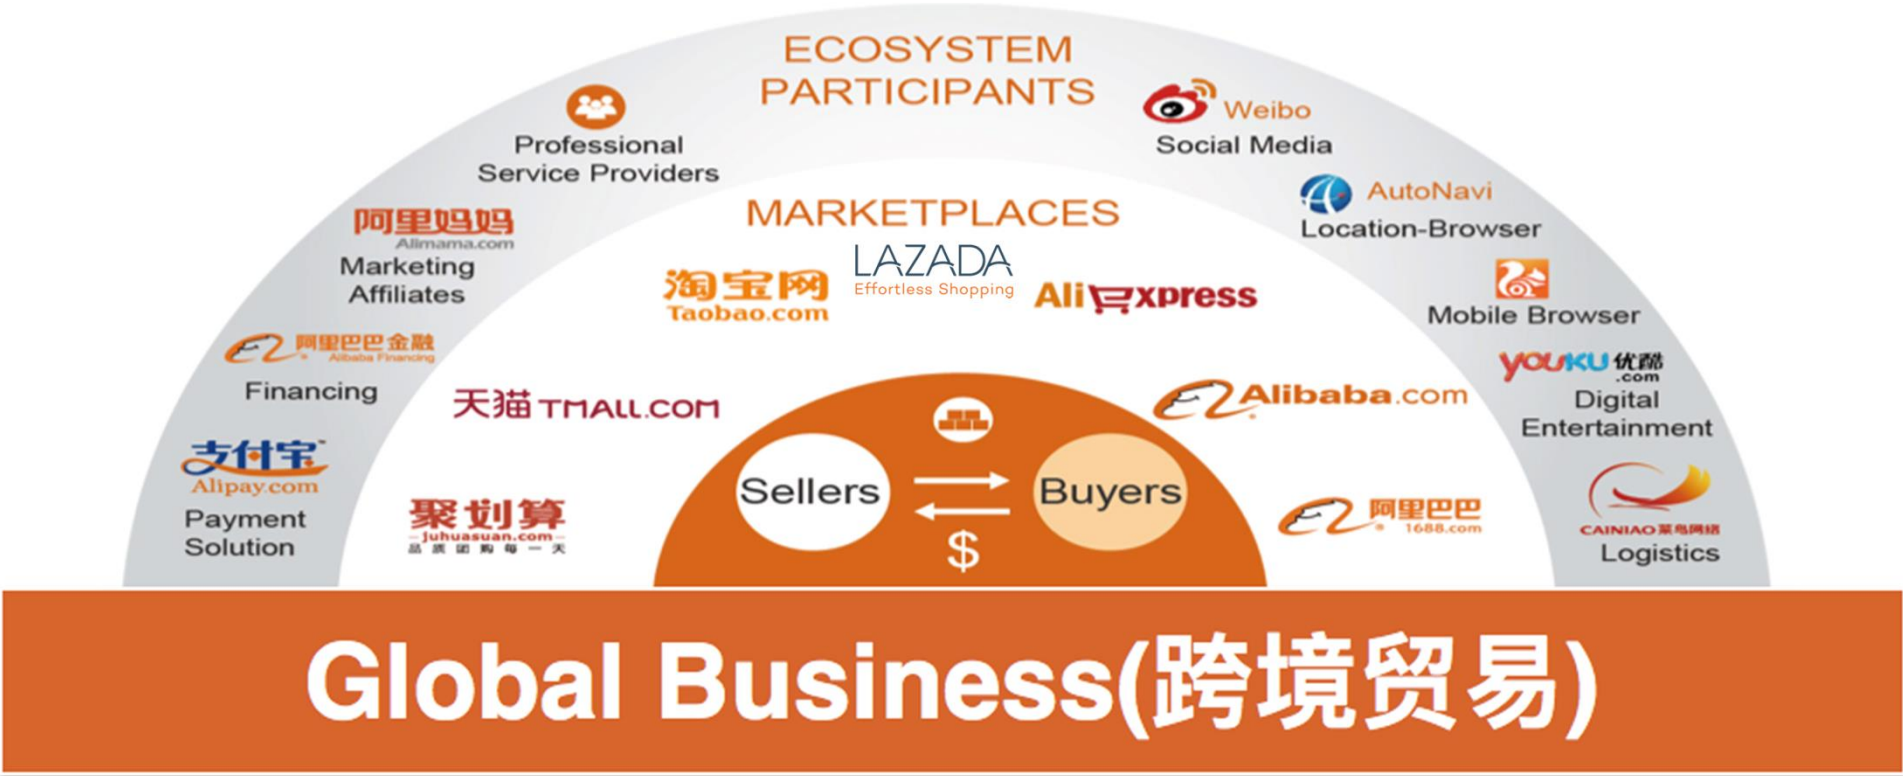 ECOSYSTEM
PARTICIPANTS
Professional
Service Providers
Weibo
Social Media
阿里妈妈
Alimama.com
Marketing
Affiliates
AutoNavi
Location-Browser
阿里巴巴金融
Alibaba Financing
Financing
Mobile Browser
支付宝
Alipay.com
Payment
Solution
YOUKU 优酷
.com
Digital
Entertainment
CAINIAO 菜鸟网络
Logistics
MARKETPLACES
淘宝网
Taobao.com
LAZADA
Effortless Shopping
AliExpress
天猫 TMALL.COM
Alibaba.com
聚划算
juhuasuan.com
品质团购每一天
阿里巴巴
1688.com
Sellers
Buyers
$
Global Business(跨境贸易)